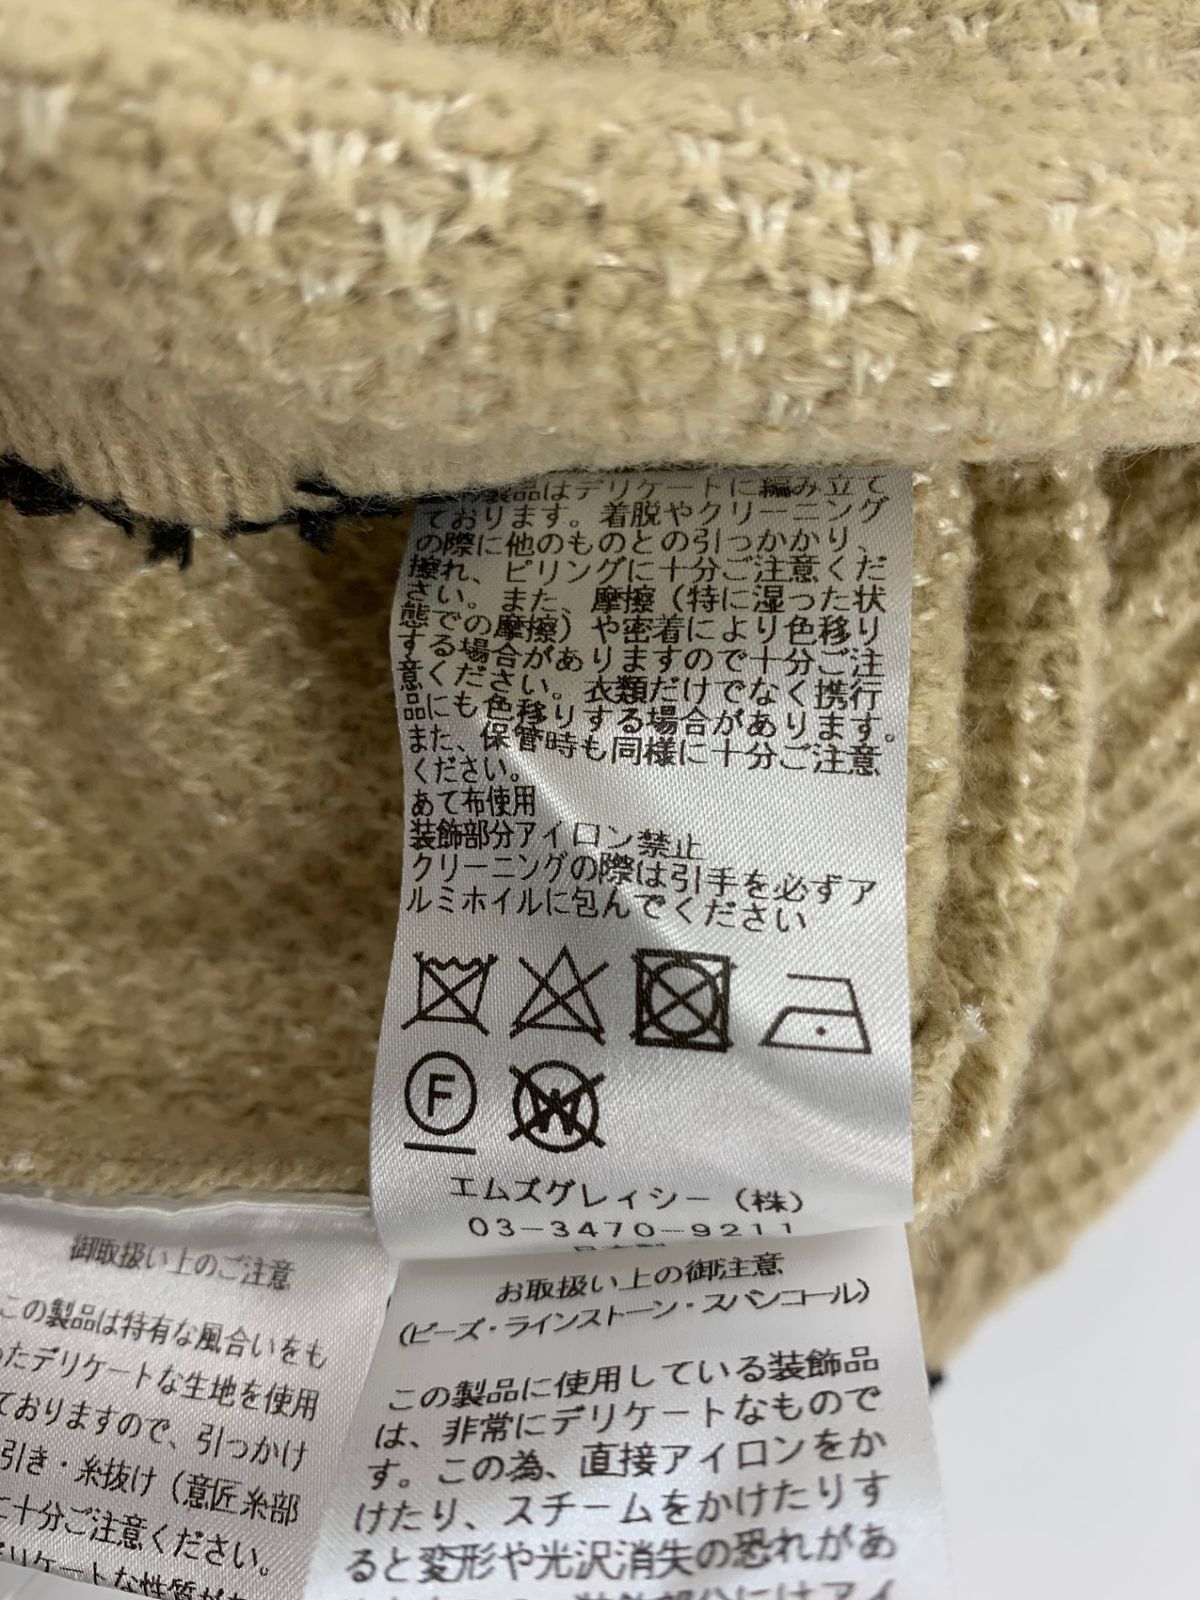 製品はデリケートに編み立て
ております。着脱やクリーニング
の際に他のものとの引っかかり、
擦れ、ピリングに十分ご注意くだ
さい。また、摩擦（特に湿った状
態での摩擦）や密着により色移り
する場合がありますので十分ご注
意ください。衣類だけでなく携行
品にも色移りする場合があります。
また、保管時も同様に十分ご注意
ください。
あて布使用
装飾部分アイロン禁止
クリーニングの際は引手を必ずア
ルミホイルに包んでください
F
W
エムズグレイシー（株）
03-3470-9211
御取扱い上のご注意
この製品は特有な風合いをも
ったデリケートな生地を使用
ておりますので、引つかけ
引き・糸抜け（意匠糸部
に十分ご注意ください。
デリケートな性質が
お取扱い上の御注意
（ビーズ・ラインストーン・スパンコール）
この製品に使用している装飾品
は、非常にデリケートなもので
す。この為、直接アイロンをか
けたり、スチームをかけたりす
ると変形や光沢消失の恐れがあ
装飾部分にはアイ